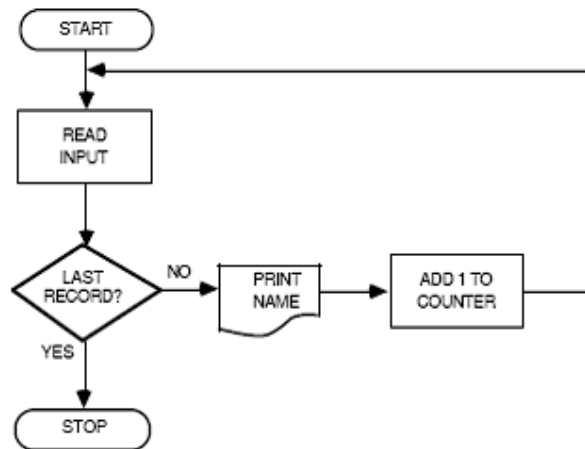 START
READ
INPUT
LAST
RECORD?
NO
PRINT
NAME
ADD 1 TO
COUNTER
YES
STOP